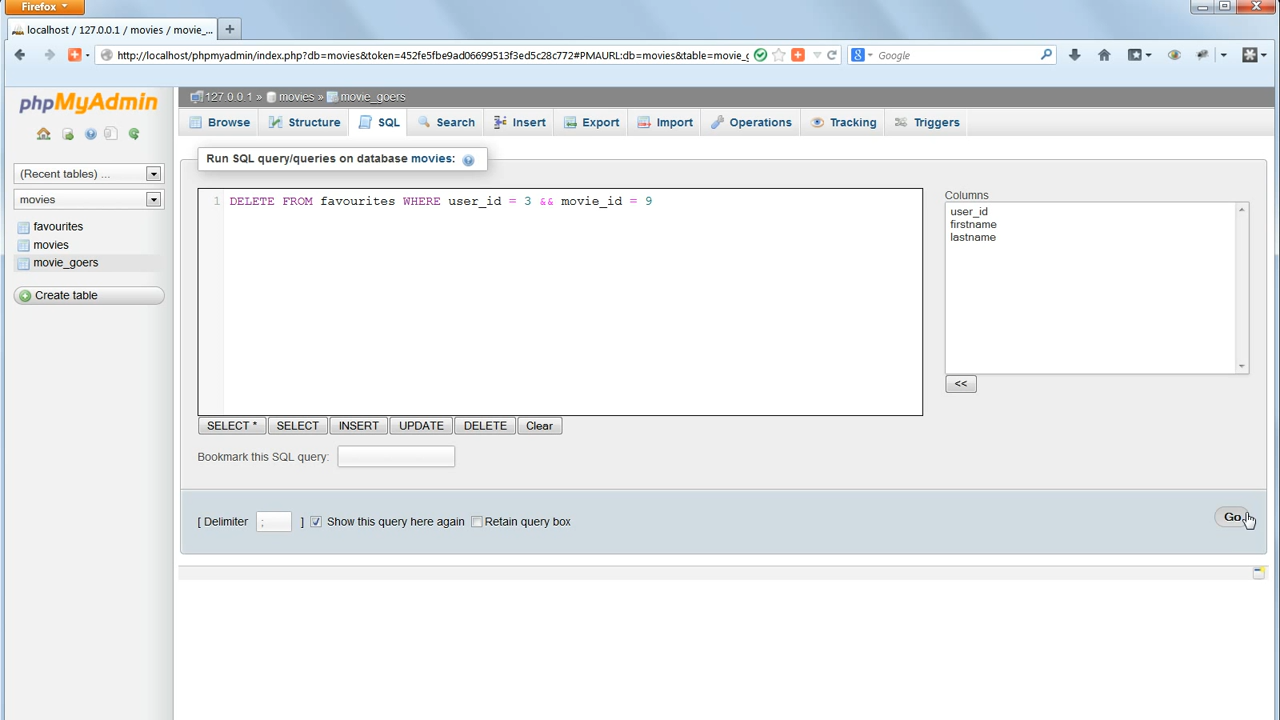 Firefox
localhost / 127.0.0.1 / movies / movie_...
http://localhost/phpmyadmin/index.php?db=movies&token=452fe5fbe9ad06699513f3ed5c28c772#PMAURL:db=movies&table=movie_g
Google
phpMyAdmin
127.0.0.1 » movies » movie_goers
Browse Structure SQL Search Insert Export Import Operations Tracking Triggers
Run SQL query/queries on database movies:
(Recent tables) ...
movies
favourites
movies
movie_goers
Create table
1 DELETE FROM favourites WHERE user_id = 3 && movie_id = 9
Columns
user_id
firstname
lastname
<<
SELECT * SELECT INSERT UPDATE DELETE Clear
Bookmark this SQL query:
[ Delimiter ; ] Show this query here again Retain query box
Go